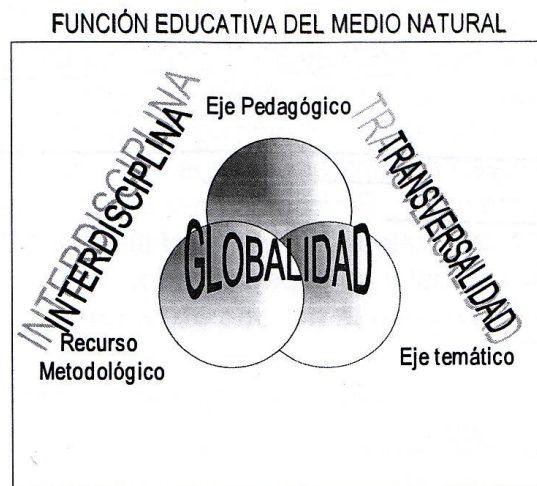 FUNCIÓN EDUCATIVA DEL MEDIO NATURAL
Eje Pedagógico
INTERDISCIPLINA
TRANSVERSALIDAD
GLOBALIDAD
Recurso
Metodológico
Eje temático